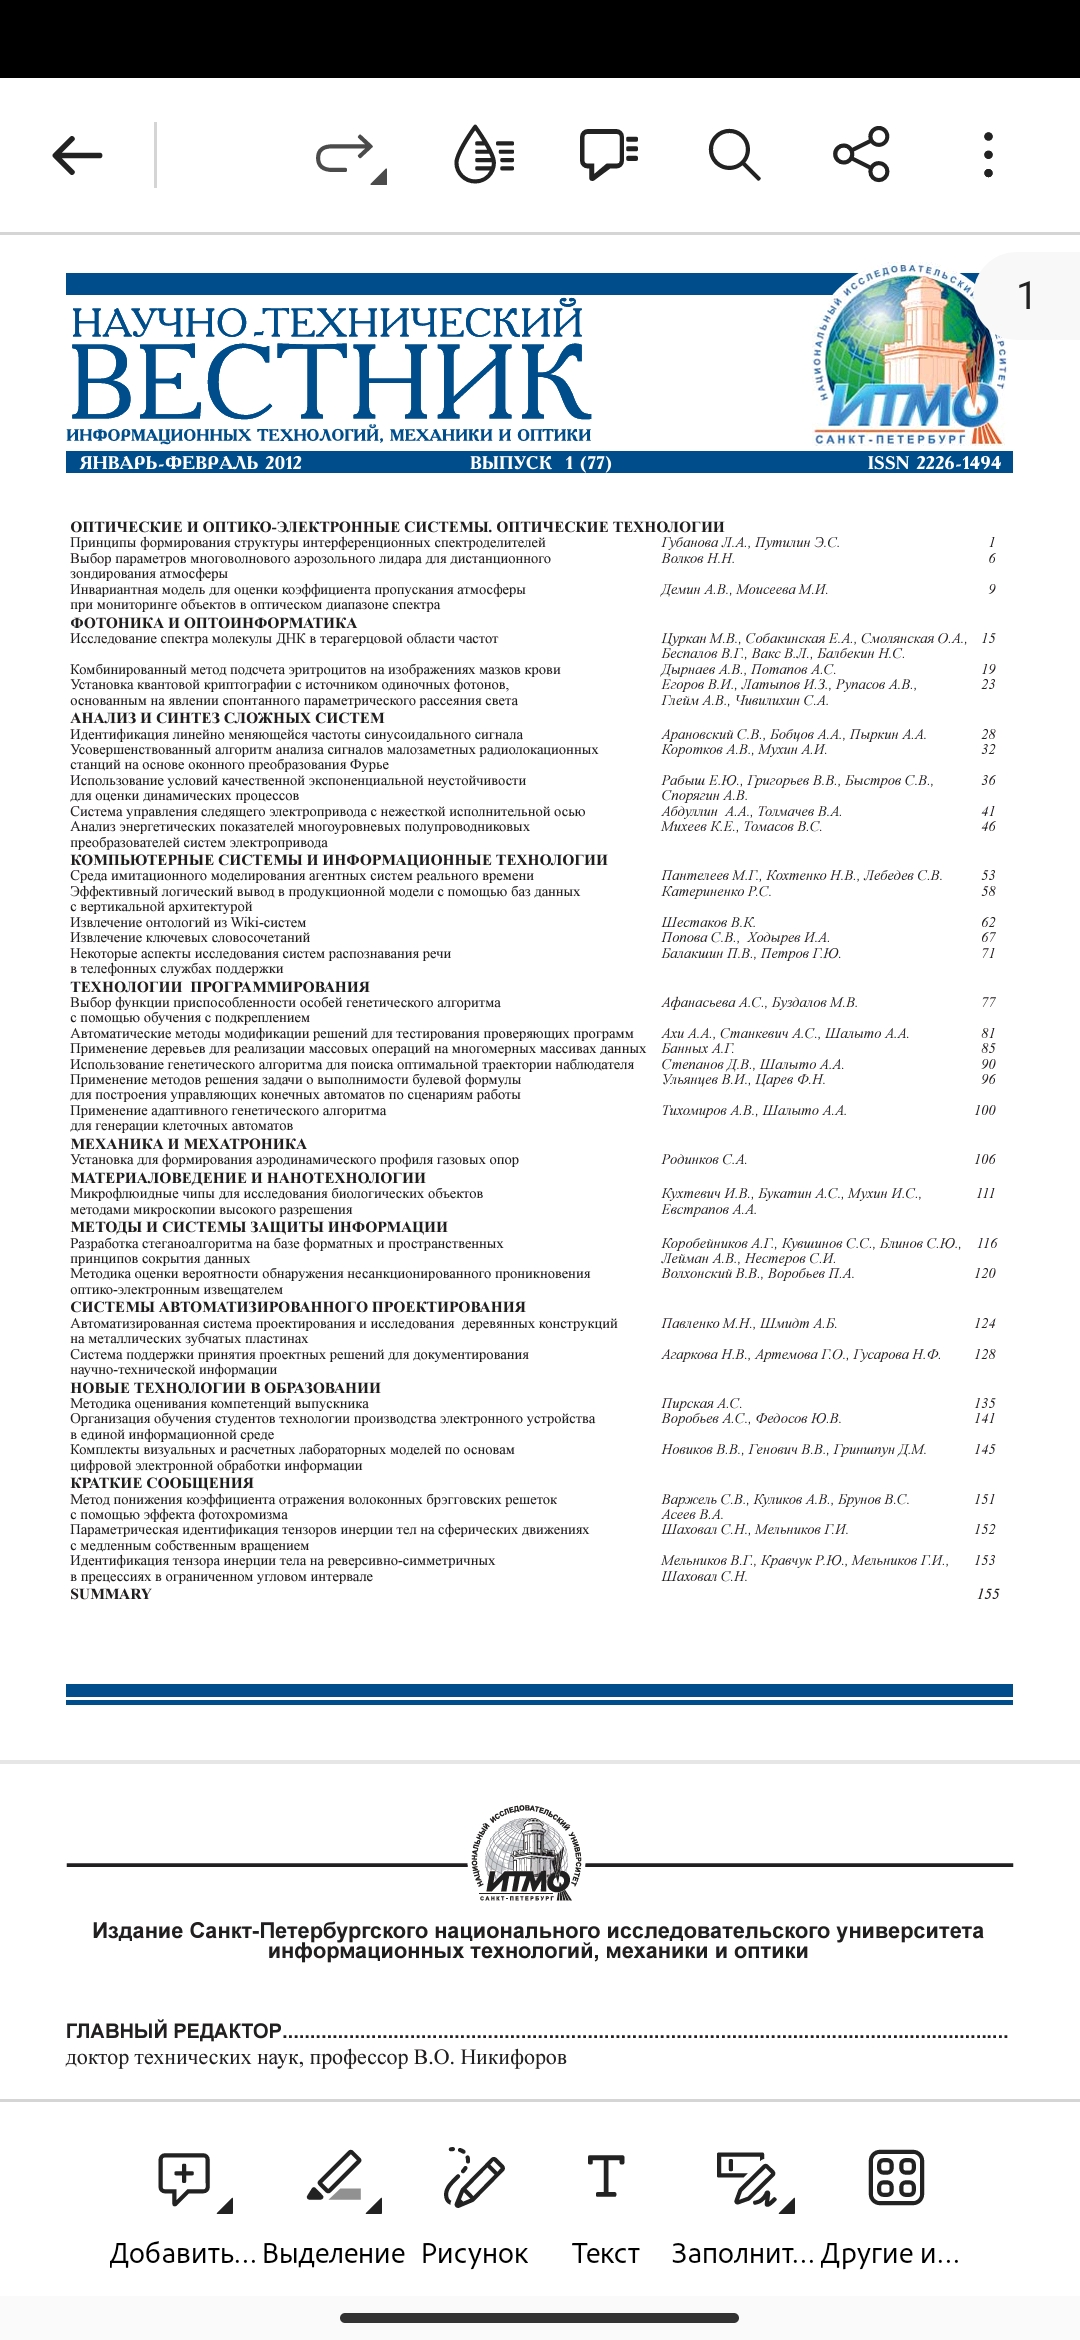 1
НАУЧНО-ТЕХНИЧЕСКИЙ
ВЕСТНИК
ИНФОРМАЦИОННЫХ ТЕХНОЛОГИЙ, МЕХАНИКИ И ОПТИКИ
НАЦИОНАЛЬНЫЙ ИССЛЕДОВАТЕЛЬСКИЙ
ИТМО
САНКТ-ПЕТЕРБУРГ
ЯНВАРЬ-ФЕВРАЛЬ 2012 ВЫПУСК 1 (77) ISSN 2226-1494
ОПТИЧЕСКИЕ И ОПТИКО-ЭЛЕКТРОННЫЕ СИСТЕМЫ. ОПТИЧЕСКИЕ ТЕХНОЛОГИИ
Принципы формирования структуры интерференционных спектроделителей Губанова Л.А., Путилин Э.С. 1
Выбор параметров многоволнового аэрозольного лидара для дистанционного Волков Н.Н. 6
зондирования атмосферы
Инвариантная модель для оценки коэффициента пропускания атмосферы Демин А.В., Моисеева М.И. 9
при мониторинге объектов в оптическом диапазоне спектра
ФОТОНИКА И ОПТОИНФОРМАТИКА
Исследование спектра молекулы ДНК в терагерцовой области частот Цуркан М.В., Собакинская Е.А., Смолянская О.А., 15
Беспалов В.Г., Вакс В.Л., Балбекин Н.С.
Комбинированный метод подсчета эритроцитов на изображениях мазков крови Дырнаев А.В., Потапов А.С. 19
Установка квантовой криптографии с источником одиночных фотонов, Егоров В.И., Латыпов И.З., Рупасов А.В., 23
основанным на явлении спонтанного параметрического рассеяния света Глейм А.В., Чивилихин С.А.
АНАЛИЗ И СИНТЕЗ СЛОЖНЫХ СИСТЕМ
Идентификация линейно меняющейся частоты синусоидального сигнала Арановский С.В., Бобцов А.А., Пыркин А.А. 28
Усовершенствованный алгоритм анализа сигналов малозаметных радиолокационных Коротков А.В., Мухин А.И. 32
станций на основе оконного преобразования Фурье
Использование условий качественной экспоненциальной неустойчивости Рабыш Е.Ю., Григорьев В.В., Быстров С.В., 36
для оценки динамических процессов Спорягин А.В.
Система управления следящего электропривода с нежесткой исполнительной осью Абдуллин А.А., Толмачев В.А. 41
Анализ энергетических показателей многоуровневых полупроводниковых Михеев К.Е., Томасов В.С. 46
преобразователей систем электропривода
КОМПЬЮТЕРНЫЕ СИСТЕМЫ И ИНФОРМАЦИОННЫЕ ТЕХНОЛОГИИ
Среда имитационного моделирования агентных систем реального времени Пантелеев М.Г., Кохтенко Н.В., Лебедев С.В. 53
Эффективный логический вывод в продукционной модели с помощью баз данных Катериненко Р.С. 58
с вертикальной архитектурой
Извлечение онтологий из Wiki-систем Шестаков В.К. 62
Извлечение ключевых словосочетаний Попова С.В., Ходырев И.А. 67
Некоторые аспекты исследования систем распознавания речи Балакшин П.В., Петров Г.Ю. 71
в телефонных службах поддержки
ТЕХНОЛОГИИ ПРОГРАММИРОВАНИЯ
Выбор функции приспособленности особей генетического алгоритма Афанасьева А.С., Буздалов М.В. 77
с помощью обучения с подкреплением
Автоматические методы модификации решений для тестирования проверяющих программ Ахи А.А., Станкевич А.С., Шалыто А.А. 81
Применение деревьев для реализации массовых операций на многомерных массивах данных Банных А.Г. 85
Использование генетического алгоритма для поиска оптимальной траектории наблюдателя Степанов Д.В., Шалыто А.А. 90
Применение методов решения задачи о выполнимости булевой формулы Ульянцев В.И., Царев Ф.Н. 96
для построения управляющих конечных автоматов по сценариям работы
Применение адаптивного генетического алгоритма Тихомиров А.В., Шалыто А.А. 100
для генерации клеточных автоматов
МЕХАНИКА И МЕХАТРОНИКА
Установка для формирования аэродинамического профиля газовых опор Родинков С.А. 106
МАТЕРИАЛОВЕДЕНИЕ И НАНОТЕХНОЛОГИИ
Микрофлюидные чипы для исследования биологических объектов Кухтевич И.В., Букатин А.С., Мухин И.С., 111
методами микроскопии высокого разрешения Евстрапов А.А.
МЕТОДЫ И СИСТЕМЫ ЗАЩИТЫ ИНФОРМАЦИИ
Разработка стеганоалгоритма на базе форматных и пространственных Коробейников А.Г., Кувшинов С.С., Блинов С.Ю., 116
принципов сокрытия данных Лейман А.В., Нестеров С.И.
Методика оценки вероятности обнаружения несанкционированного проникновения Волхонский В.В., Воробьев П.А. 120
оптико-электронным извещателем
СИСТЕМЫ АВТОМАТИЗИРОВАННОГО ПРОЕКТИРОВАНИЯ
Автоматизированная система проектирования и исследования деревянных конструкций Павленко М.Н., Шмидт А.Б. 124
на металлических зубчатых пластинах
Система поддержки принятия проектных решений для документирования Агаркова Н.В., Артемова Г.О., Гусарова Н.Ф. 128
научно-технической информации
НОВЫЕ ТЕХНОЛОГИИ В ОБРАЗОВАНИИ
Методика оценивания компетенций выпускника Пирская А.С. 135
Организация обучения студентов технологии производства электронного устройства Воробьев А.С., Федосов Ю.В. 141
в единой информационной среде
Комплекты визуальных и расчетных лабораторных моделей по основам Новиков В.В., Генович В.В., Гриншпун Д.М. 145
цифровой электронной обработки информации
КРАТКИЕ СООБЩЕНИЯ
Метод понижения коэффициента отражения волоконных брэгговских решеток Варжель С.В., Куликов А.В., Брунов В.С. 151
с помощью эффекта фотохромизма Асеев В.А.
Параметрическая идентификация тензоров инерции тел на сферических движениях Шаховал С.Н., Мельников Г.И. 152
с медленным собственным вращением
Идентификация тензора инерции тела на реверсивно-симметричных Мельников В.Г., Кравчук Р.Ю., Мельников Г.И., 153
в прецессиях в ограниченном угловом интервале Шаховал С.Н.
SUMMARY 155
НАЦИОНАЛЬНЫЙ ИССЛЕДОВАТЕЛЬСКИЙ УНИВЕРСИТЕТ
ИТМО
САНКТ-ПЕТЕРБУРГ
Издание Санкт-Петербургского национального исследовательского университета
информационных технологий, механики и оптики
ГЛАВНЫЙ РЕДАКТОР.....................................................................................................................................
доктор технических наук, профессор В.О. Никифоров
Добавить... Выделение Рисунок Текст Заполнит... Другие и...